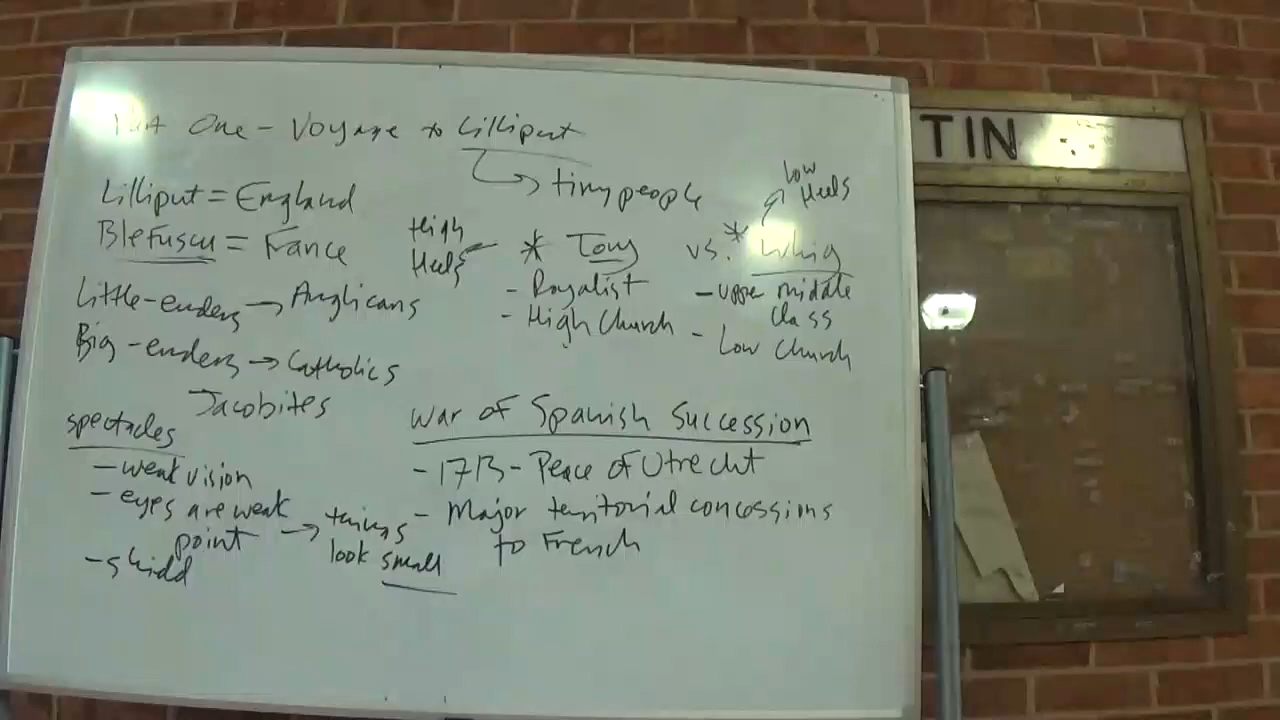 Part One - Voyage to Lilliput
tiny people
Lilliput = England
Blefuscu = France
Little-enders → Anglicans
Big-enders → Catholics
Jacobites
High
Heels
* Tory vs. * Whig
Low
Heels
- Royalist
- High Church
- upper middle
class
- Low Church
spectacles
- weak vision
- eyes are weak
point
→ things
look small
- shield
War of Spanish Succession
- 1713 - Peace of Utrecht
- Major territorial concessions
to French
TIN